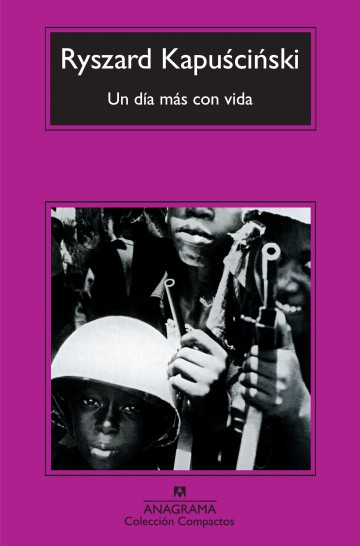 Ryszard Kapuściński
Un día más con vida
ANAGRAMA
Colección Compactos